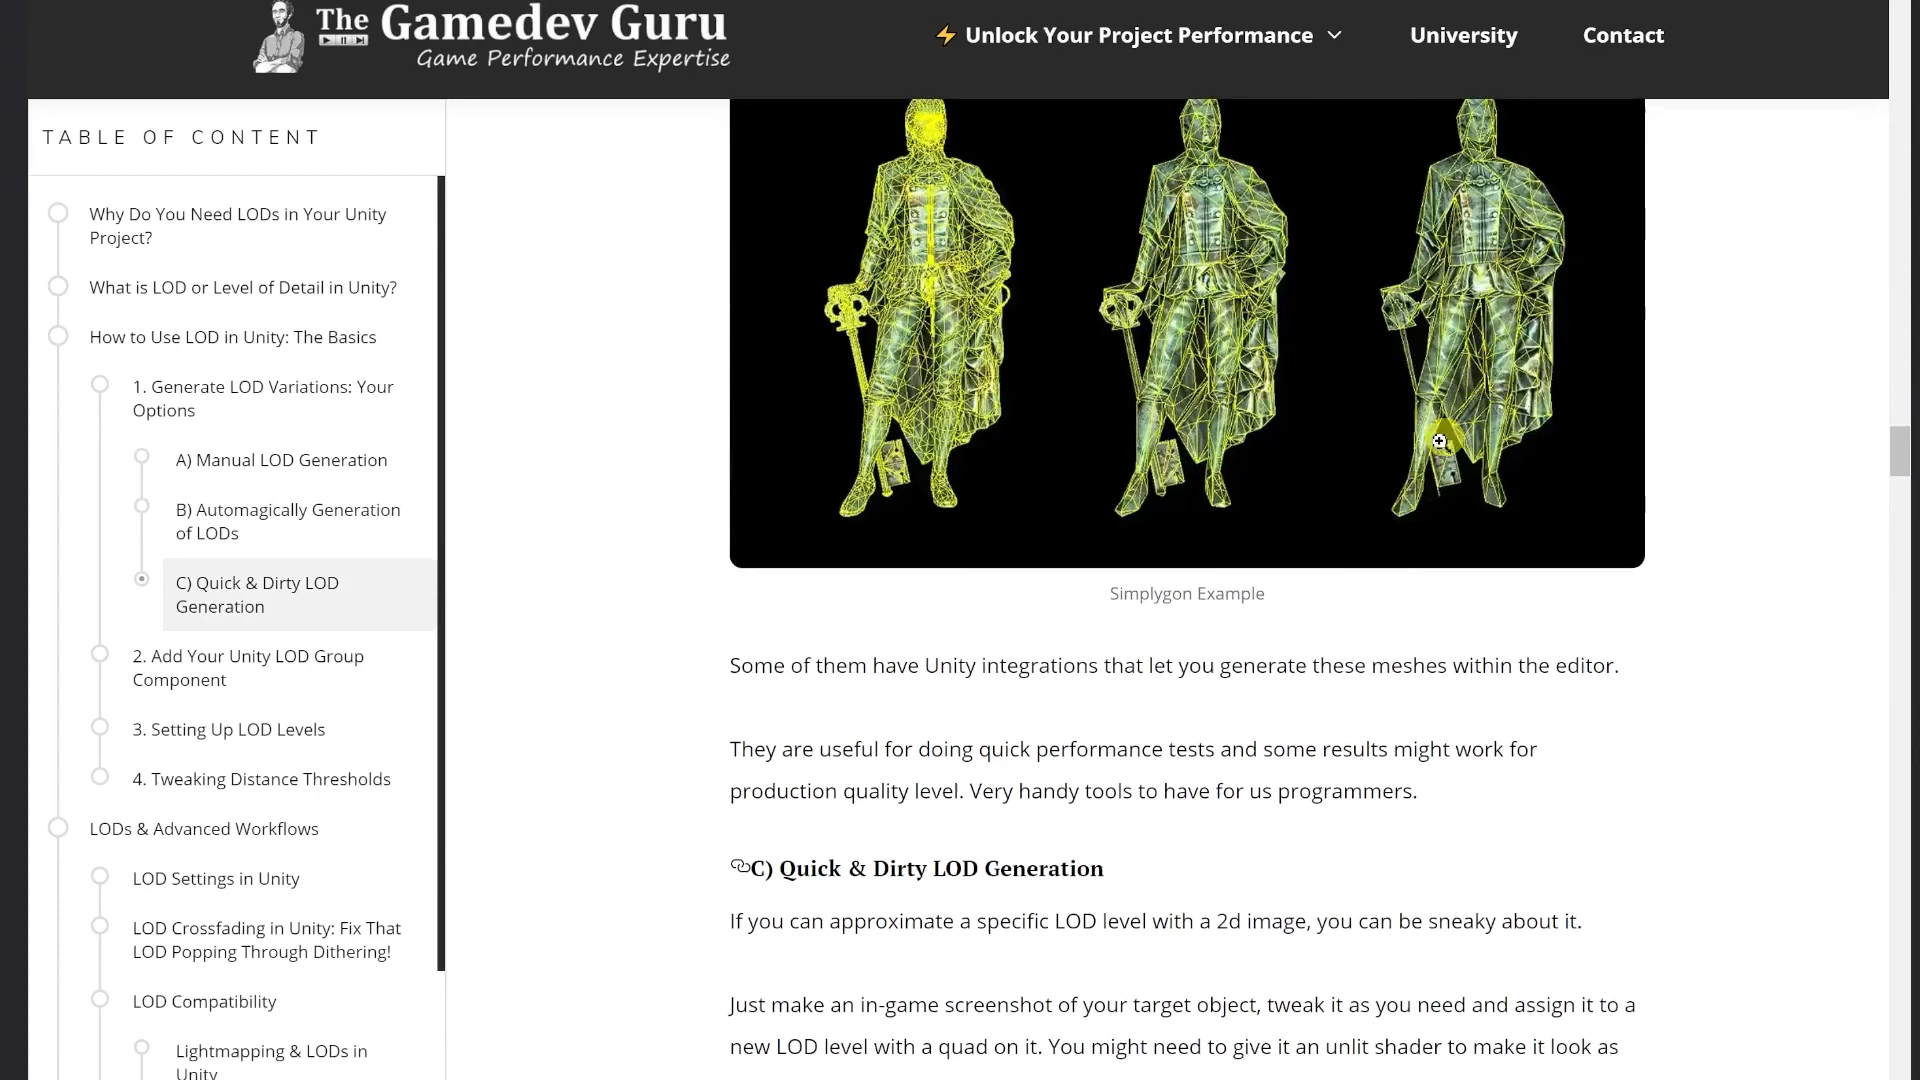 The Gamedev Guru
Game Performance Expertise
⚡ Unlock Your Project Performance
University
Contact
TABLE OF CONTENT
Why Do You Need LODs in Your Unity
Project?
What is LOD or Level of Detail in Unity?
How to Use LOD in Unity: The Basics
1. Generate LOD Variations: Your
Options
A) Manual LOD Generation
B) Automagically Generation
of LODs
C) Quick & Dirty LOD
Generation
2. Add Your Unity LOD Group
Component
3. Setting Up LOD Levels
4. Tweaking Distance Thresholds
LODs & Advanced Workflows
LOD Settings in Unity
LOD Crossfading in Unity: Fix That
LOD Popping Through Dithering!
LOD Compatibility
Lightmapping & LODs in
Unity
Simplygon Example
Some of them have Unity integrations that let you generate these meshes within the editor.
They are useful for doing quick performance tests and some results might work for
production quality level. Very handy tools to have for us programmers.
C) Quick & Dirty LOD Generation
If you can approximate a specific LOD level with a 2d image, you can be sneaky about it.
Just make an in-game screenshot of your target object, tweak it as you need and assign it to a
new LOD level with a quad on it. You might need to give it an unlit shader to make it look as